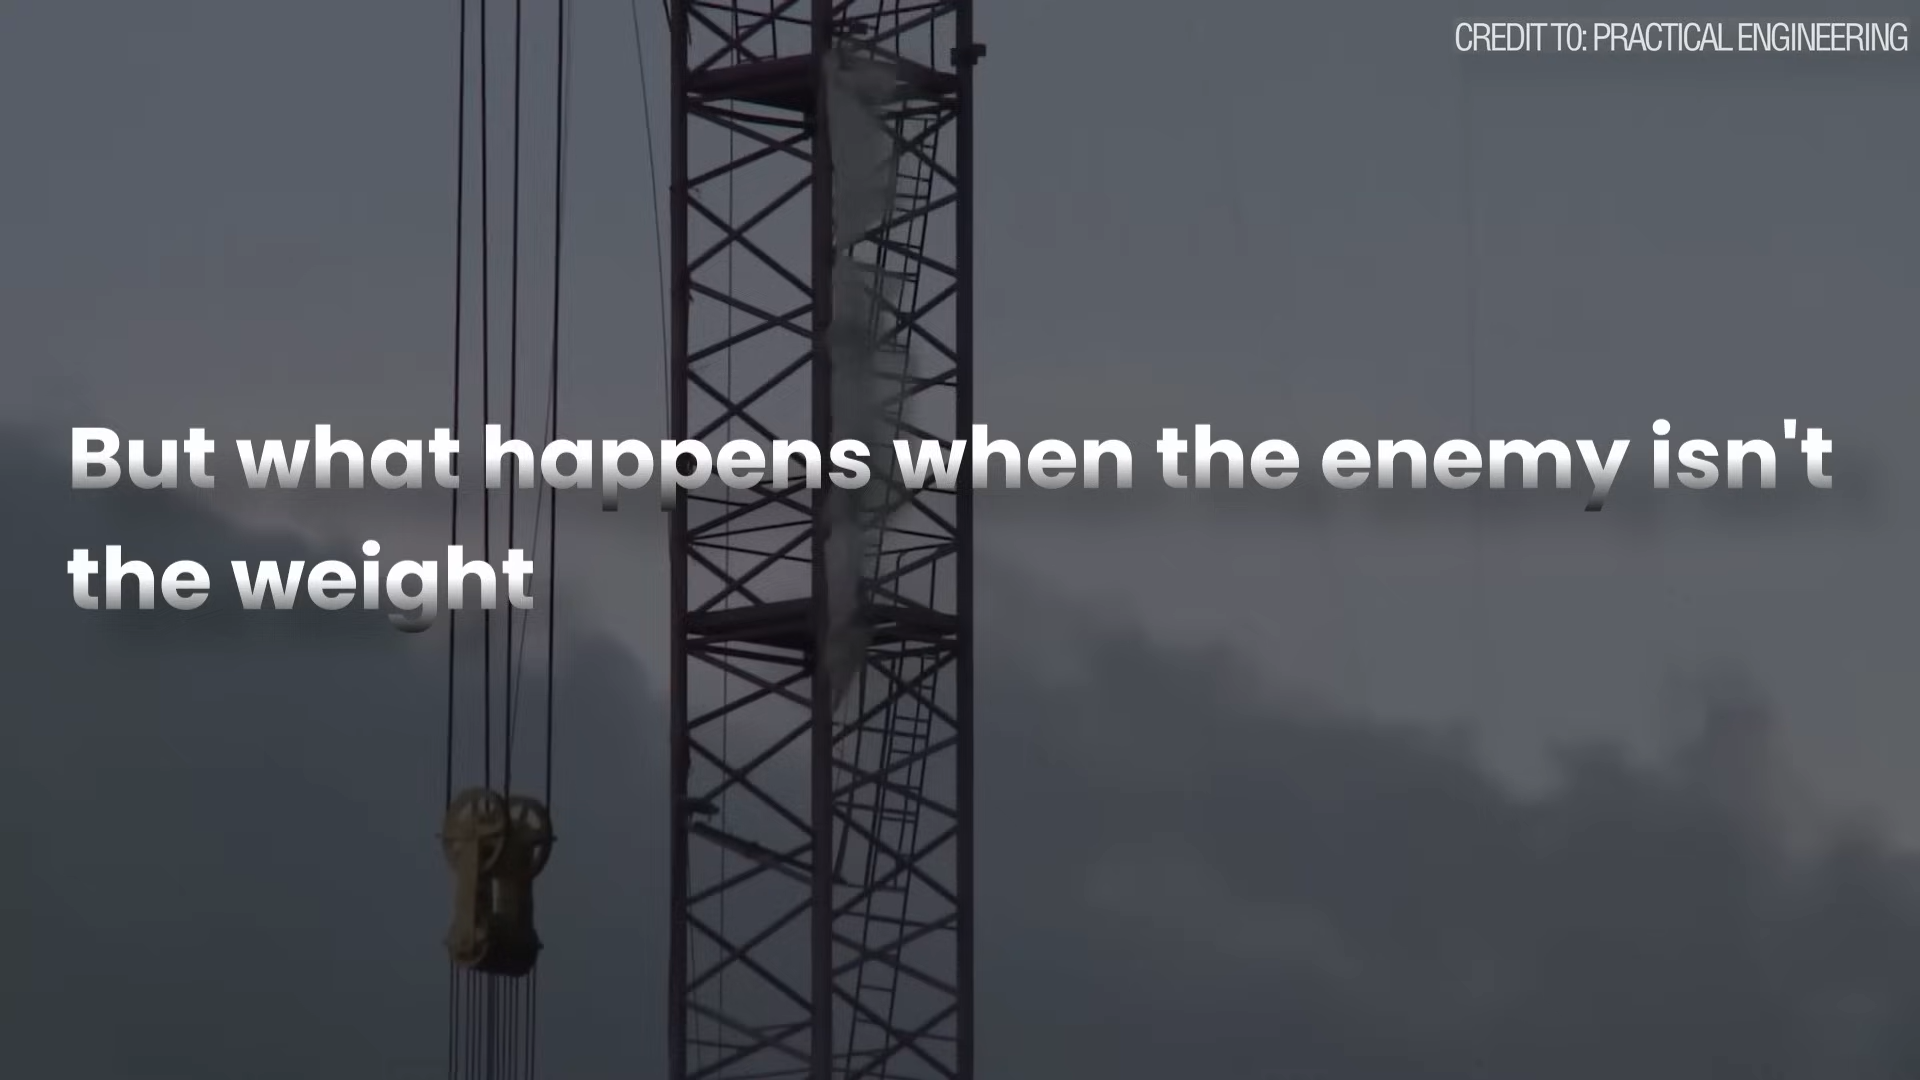 CREDIT TO: PRACTICAL ENGINEERING
But what happens when the enemy isn't
the weight